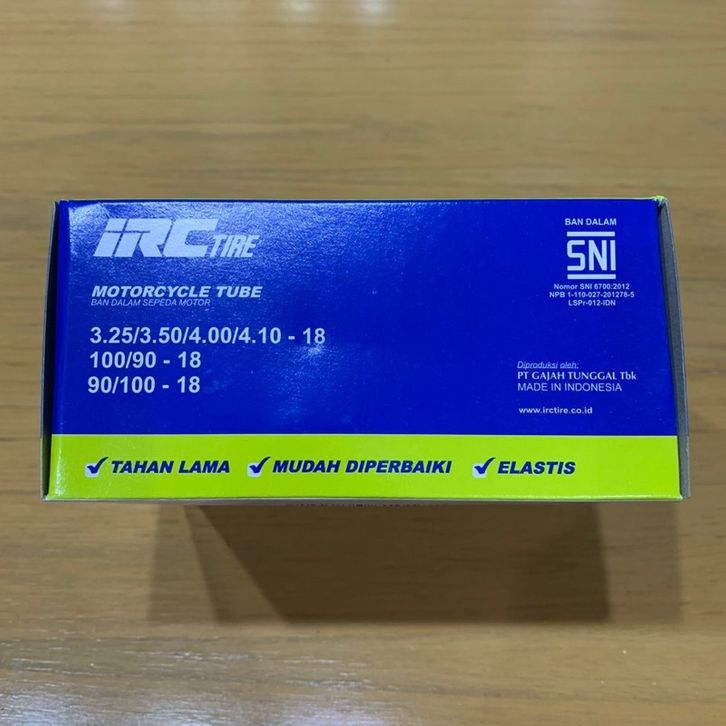 IRC TIRE
MOTORCYCLE TUBE
BAN DALAM SEPEDA MOTOR
3.25/3.50/4.00/4.10 - 18
100/90 - 18
90/100 - 18
BAN DALAM
SNI
Nomor SNI 6700:2012
NPB 1-110-027-201278-5
LSPr-012-IDN
Diproduksi oleh:
PT GAJAH TUNGGAL Tbk
MADE IN INDONESIA
www.irctire.co.id
TAHAN LAMA MUDAH DIPERBAIKI ELASTIS